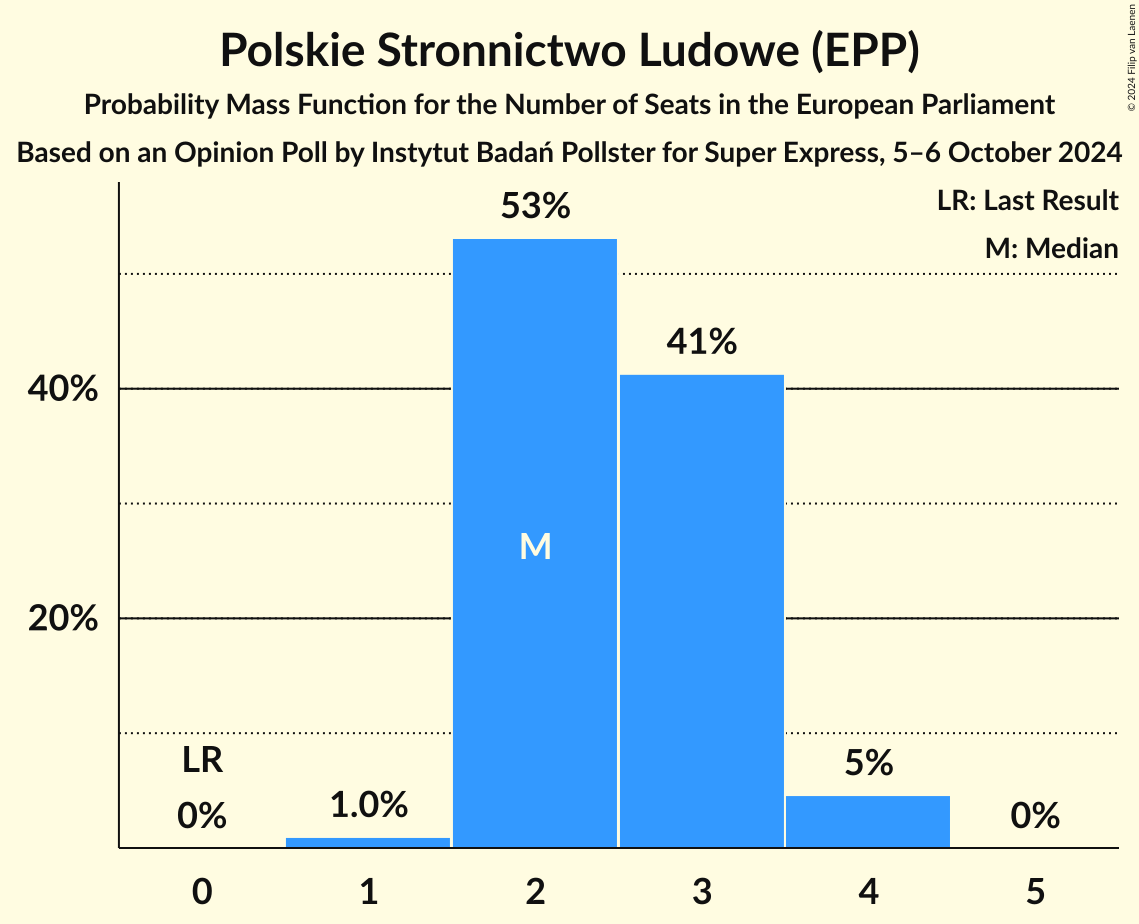 Polskie Stronnictwo Ludowe (EPP)
Probability Mass Function for the Number of Seats in the European Parliament
Based on an Opinion Poll by Instytut Badań Pollster for Super Express, 5–6 October 2024
© 2024 Filip van Laenen
LR: Last Result
M: Median
53%
41%
40%
M
20%
LR
0%
1.0%
5%
0%
0 1 2 3 4 5